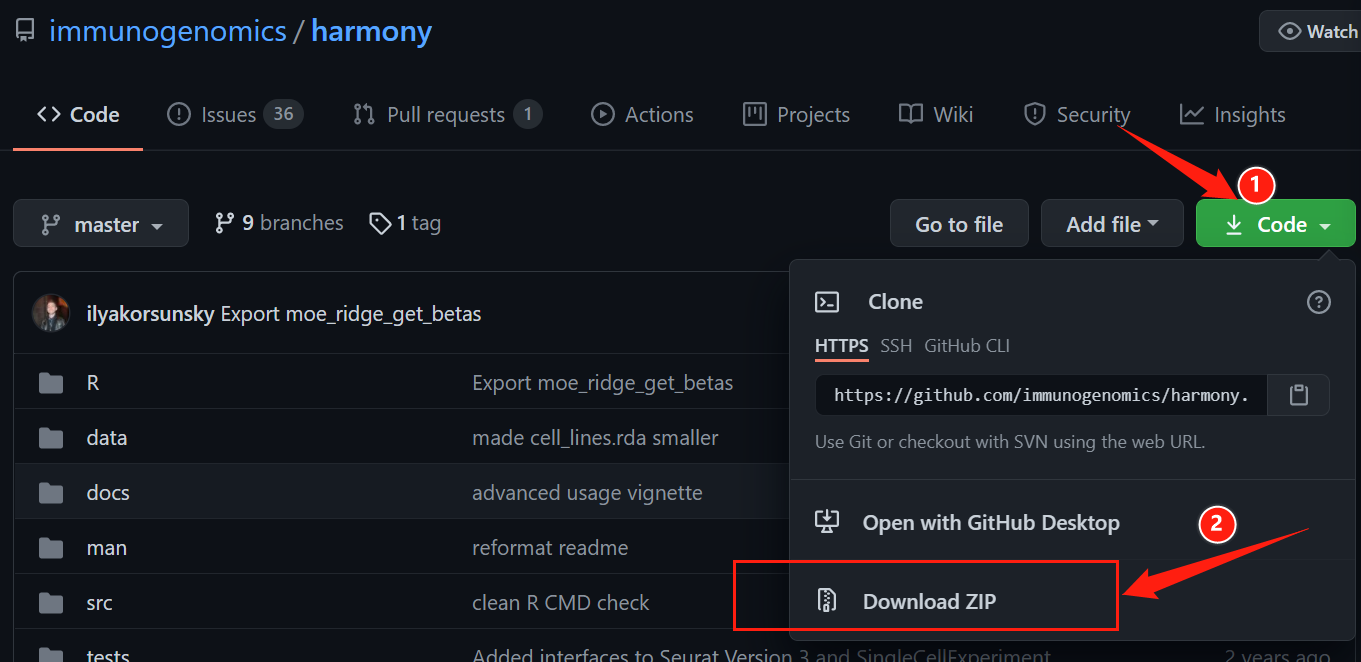 immunogenomics / harmony
Watch
Code Issues 36 Pull requests 1 Actions Projects Wiki Security Insights
1
master 9 branches 1 tag Go to file Add file Code
ilyakorsunsky Export moe_ridge_get_betas
Clone
HTTPS SSH GitHub CLI
R Export moe_ridge_get_betas
https://github.com/immunogenomics/harmony.
data made cell_lines.rda smaller
Use Git or checkout with SVN using the web URL.
docs advanced usage vignette
Open with GitHub Desktop
2
man reformat readme
src clean R CMD check
Download ZIP
tests Added interfaces to Seurat Version 3 and SingleCellExperiment 2 years ago